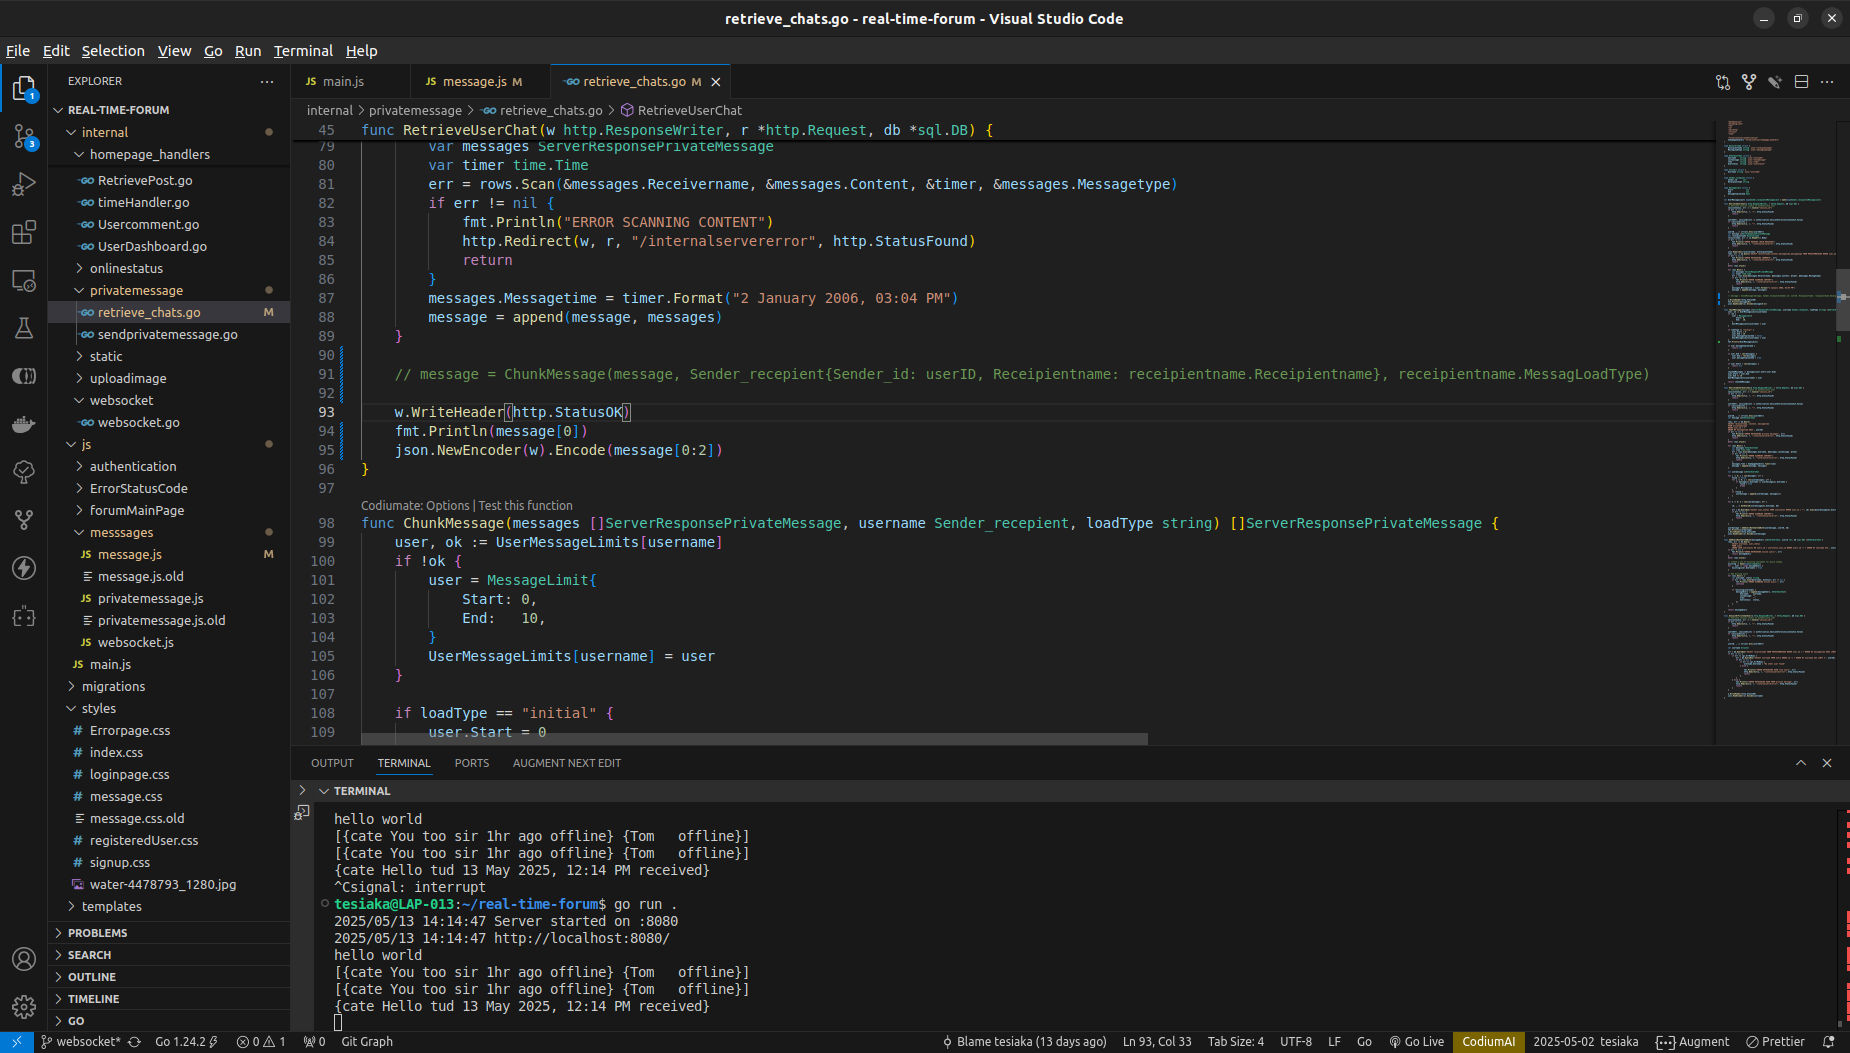 retrieve_chats.go - real-time-forum - Visual Studio Code
File Edit Selection View Go Run Terminal Help
EXPLORER
JS main.js
JS message.js M
retrieve_chats.go M
internal > privatemessage > retrieve_chats.go > RetrieveUserChat
1
3
REAL-TIME-FORUM
internal
homepage_handlers
RetrievePost.go
timeHandler.go
Usercomment.go
UserDashboard.go
onlinestatus
privatemessage
retrieve_chats.go M
sendprivatemessage.go
static
uploadimage
websocket
websocket.go
js
authentication
ErrorStatusCode
forumMainPage
messsages
JS message.js M
message.js.old
JS privatemessage.js
privatemessage.js.old
JS websocket.js
JS main.js
migrations
styles
# Errorpage.css
# index.css
# loginpage.css
# message.css
message.css.old
# registeredUser.css
# signup.css
water-4478793_1280.jpg
templates
PROBLEMS
SEARCH
OUTLINE
TIMELINE
GO
45 func RetrieveUserChat(w http.ResponseWriter, r *http.Request, db *sql.DB) {
79 var messages ServerResponsePrivateMessage
80 var timer time.Time
81 err = rows.Scan(&messages.Receivername, &messages.Content, &timer, &messages.Messagetype)
82 if err != nil {
83 fmt.Println("ERROR SCANNING CONTENT")
84 http.Redirect(w, r, "/internalservererror", http.StatusFound)
85 return
86 }
87 messages.Messagetime = timer.Format("2 January 2006, 03:04 PM")
88 message = append(message, messages)
89 }
90
91 // message = ChunkMessage(message, Sender_recepient{Sender_id: userID, Receipientname: receipientname.Receipientname}, receipientname.MessagLoadType)
92
93 w.WriteHeader(http.StatusOK)
94 fmt.Println(message[0])
95 json.NewEncoder(w).Encode(message[0:2])
96 }
97
Codiumate: Options | Test this function
98 func ChunkMessage(messages []ServerResponsePrivateMessage, username Sender_recepient, loadType string) []ServerResponsePrivateMessage {
99 user, ok := UserMessageLimits[username]
100 if !ok {
101 user = MessageLimit{
102 Start: 0,
103 End: 10,
104 }
105 UserMessageLimits[username] = user
106 }
107
108 if loadType == "initial" {
109 user.Start = 0
OUTPUT TERMINAL PORTS AUGMENT NEXT EDIT
TERMINAL
hello world
[{cate You too sir 1hr ago offline} {Tom   offline}]
[{cate You too sir 1hr ago offline} {Tom   offline}]
{cate Hello tud 13 May 2025, 12:14 PM received}
^Csignal: interrupt
tesiaka@LAP-013:~/real-time-forum$ go run .
2025/05/13 14:14:47 Server started on :8080
2025/05/13 14:14:47 http://localhost:8080/
hello world
[{cate You too sir 1hr ago offline} {Tom   offline}]
[{cate You too sir 1hr ago offline} {Tom   offline}]
{cate Hello tud 13 May 2025, 12:14 PM received}
websocket* Go 1.24.2 0 1 0 Git Graph Blame tesiaka (13 days ago) Ln 93, Col 33 Tab Size: 4 UTF-8 LF Go Go Live CodiumAI 2025-05-02 tesiaka Augment Prettier